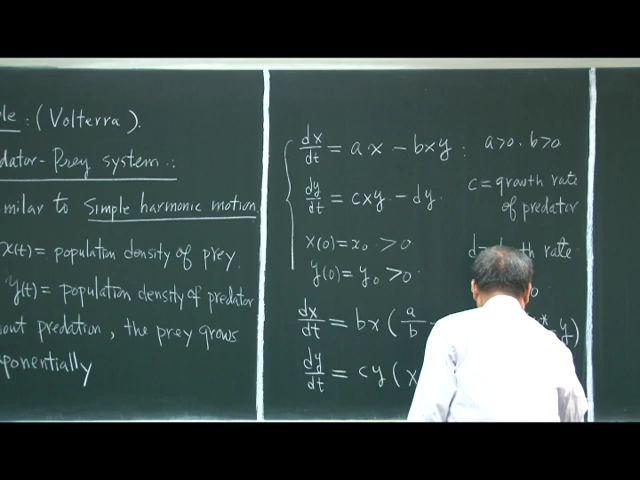 le: (Volterra).
dator-Prey system:
milar to Simple harmonic motion
x(t) = population density of prey.
y(t) = population density of predator
out predation, the prey grows
ponentially
dx/dt = a·x - bxy : a>0. b>0
dy/dt = cxy - dy. c = growth rate
of predator
x(0) = x₀ >0 d= th rate
y(0) = y₀ >0
dx/dt = bx ( a/b - y)
dy/dt = cy ( x